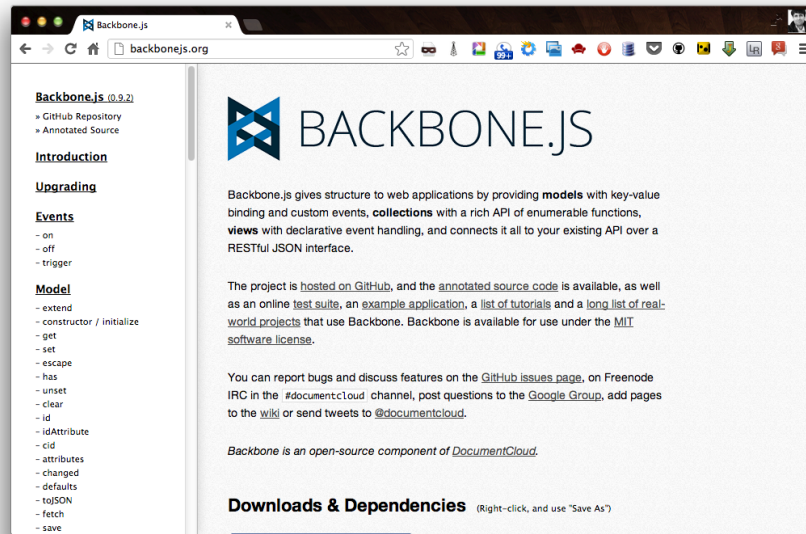 Backbone.js
backbonejs.org
99+
LR
8
Backbone.js (0.9.2)
» GitHub Repository
» Annotated Source
Introduction
Upgrading
Events
– on
– off
– trigger
Model
– extend
– constructor / initialize
– get
– set
– escape
– has
– unset
– clear
– id
– idAttribute
– cid
– attributes
– changed
– defaults
– toJSON
– fetch
– save
BACKBONE.JS
Backbone.js gives structure to web applications by providing models with key-value
binding and custom events, collections with a rich API of enumerable functions,
views with declarative event handling, and connects it all to your existing API over a
RESTful JSON interface.
The project is hosted on GitHub, and the annotated source code is available, as well
as an online test suite, an example application, a list of tutorials and a long list of real-
world projects that use Backbone. Backbone is available for use under the MIT
software license.
You can report bugs and discuss features on the GitHub issues page, on Freenode
IRC in the #documentcloud channel, post questions to the Google Group, add pages
to the wiki or send tweets to @documentcloud.
Backbone is an open-source component of DocumentCloud.
Downloads & Dependencies (Right-click, and use "Save As")